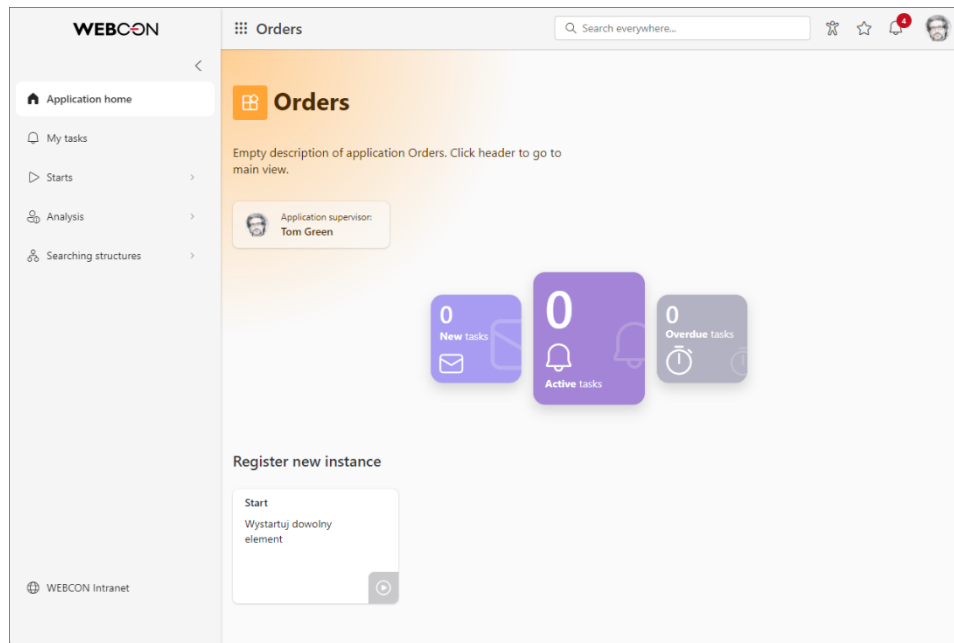 WEBCON
Orders
Search everywhere...
4
Application home
My tasks
Starts
Analysis
Searching structures
WEBCON Intranet
Orders
Empty description of application Orders. Click header to go to
main view.
Application supervisor:
Tom Green
0
New tasks
0
Active tasks
0
Overdue tasks
Register new instance
Start
Wystartuj dowolny
element